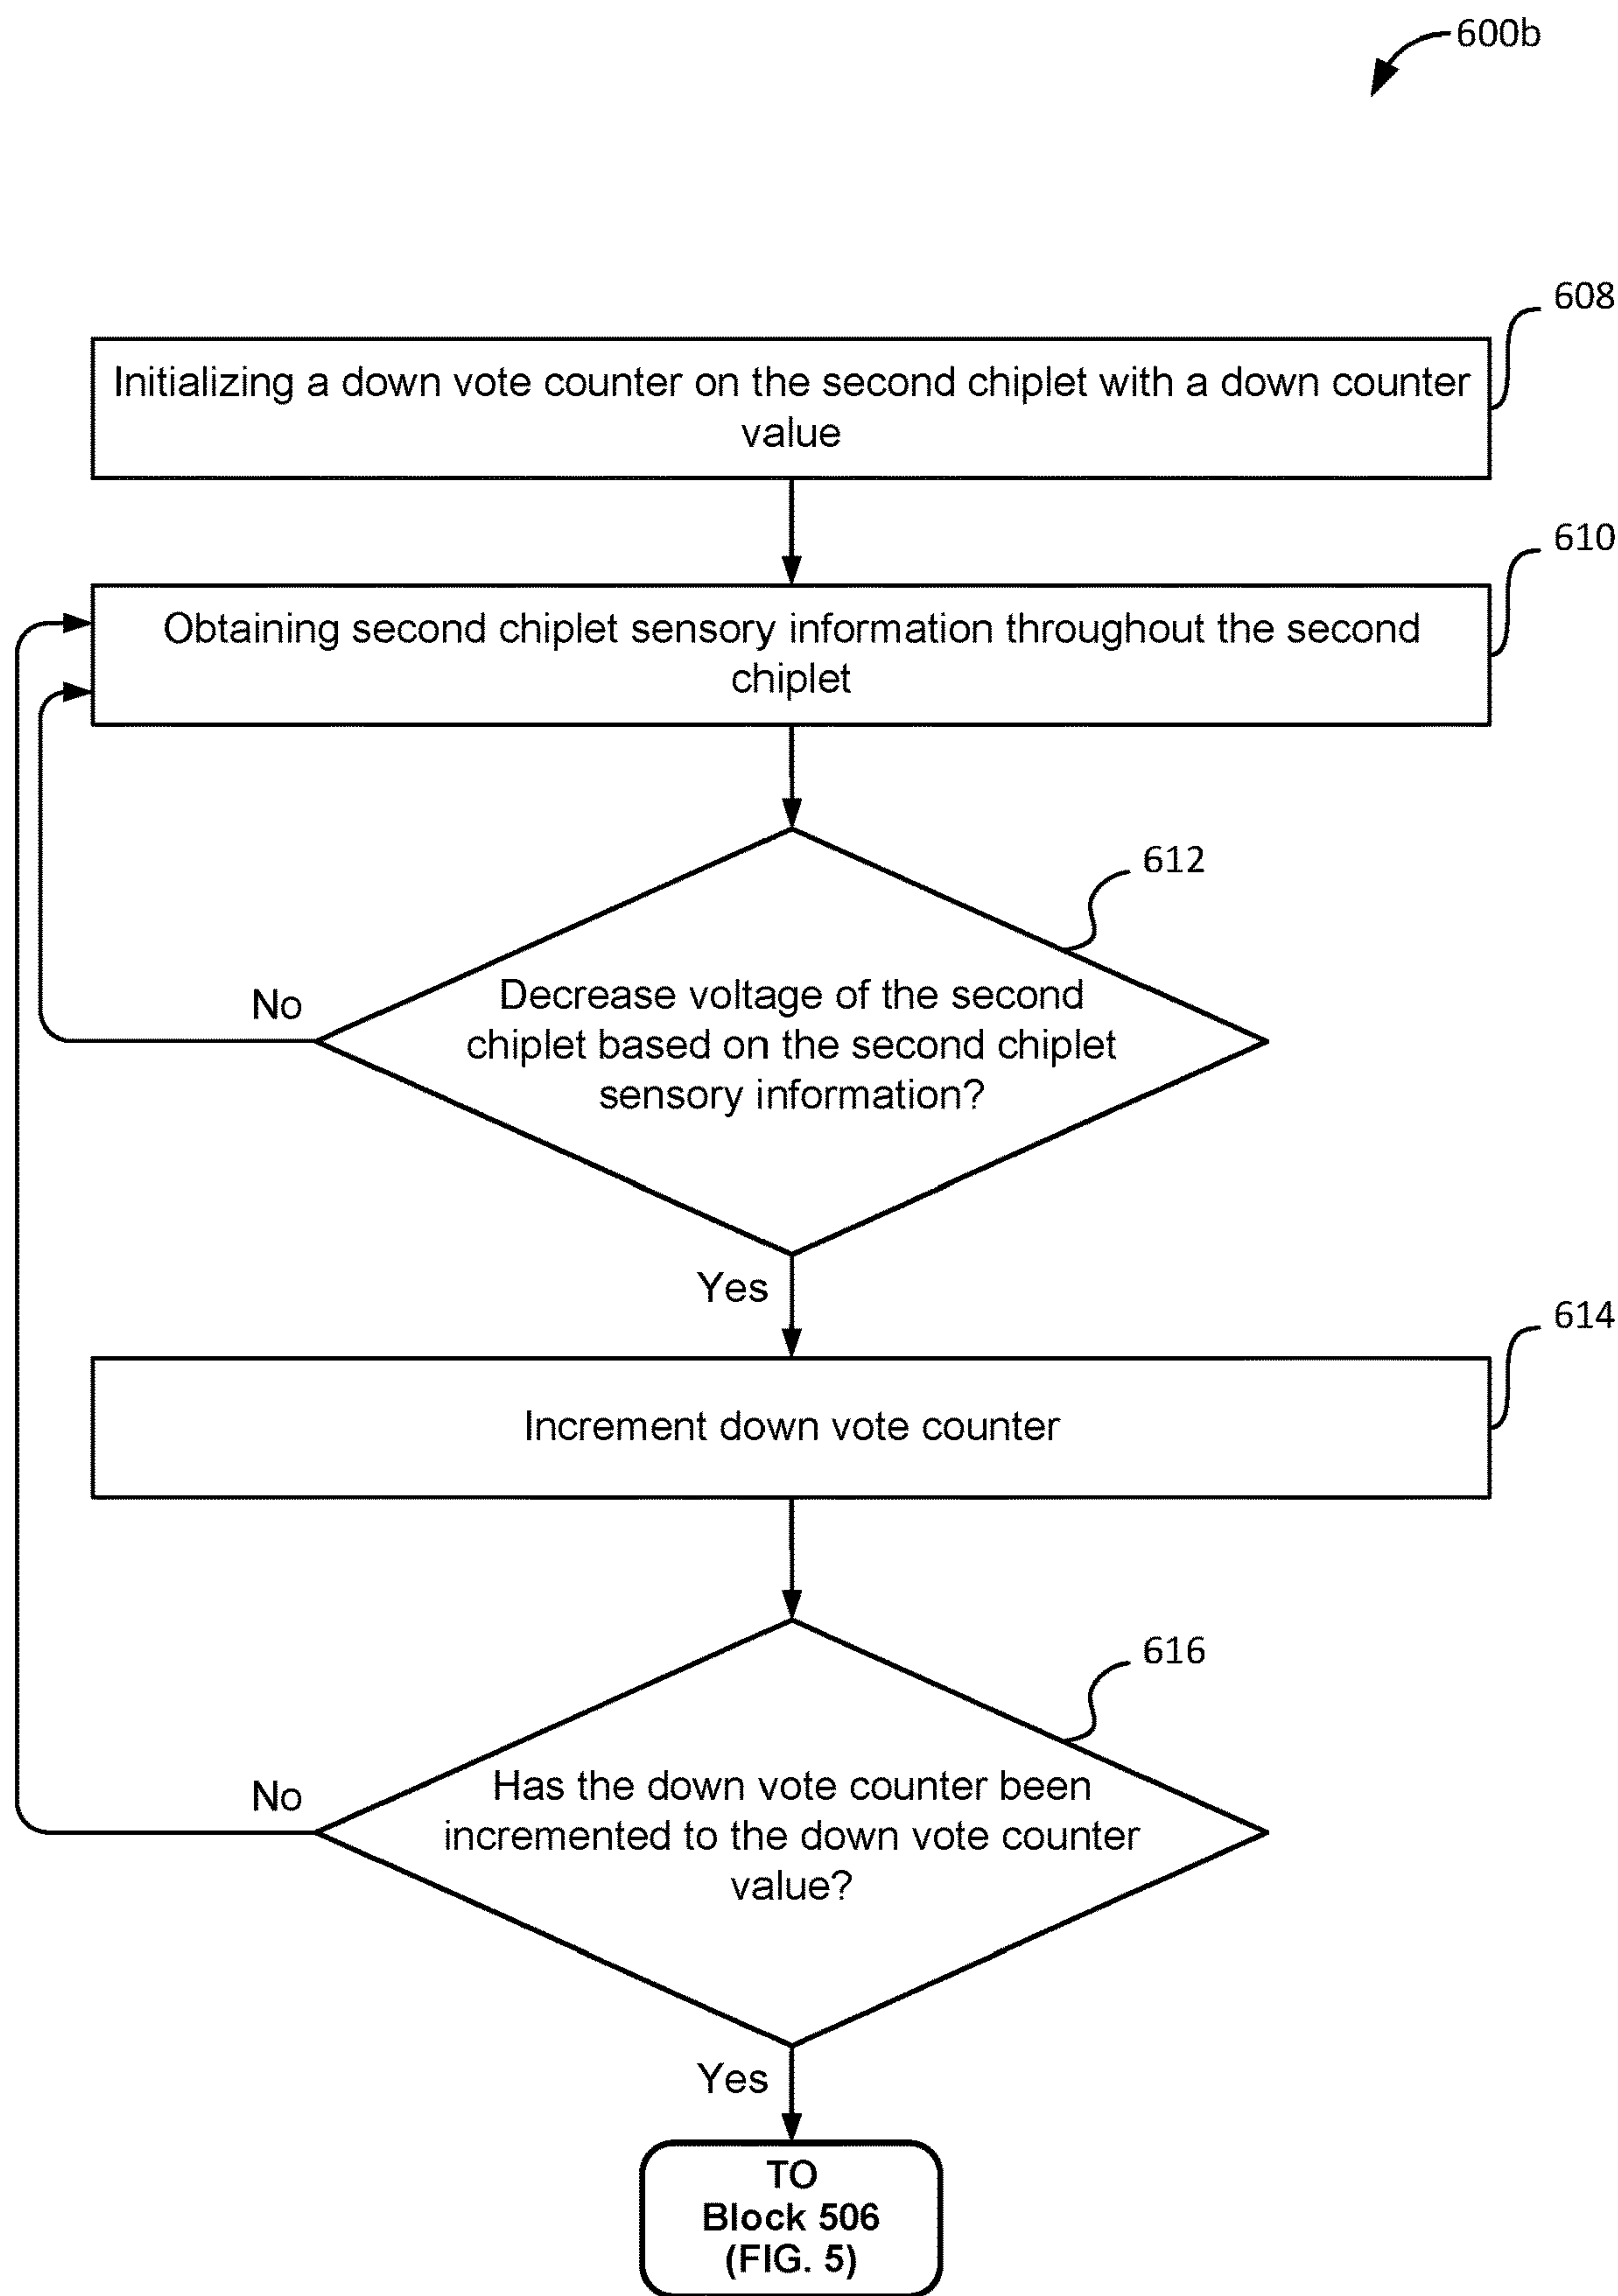 600b
608
Initializing a down vote counter on the second chiplet with a down counter
value
610
Obtaining second chiplet sensory information throughout the second
chiplet
612
Decrease voltage of the second
chiplet based on the second chiplet
sensory information?
No
Yes
614
Increment down vote counter
616
Has the down vote counter been
incremented to the down vote counter
value?
No
Yes
TO
Block 506
(FIG. 5)